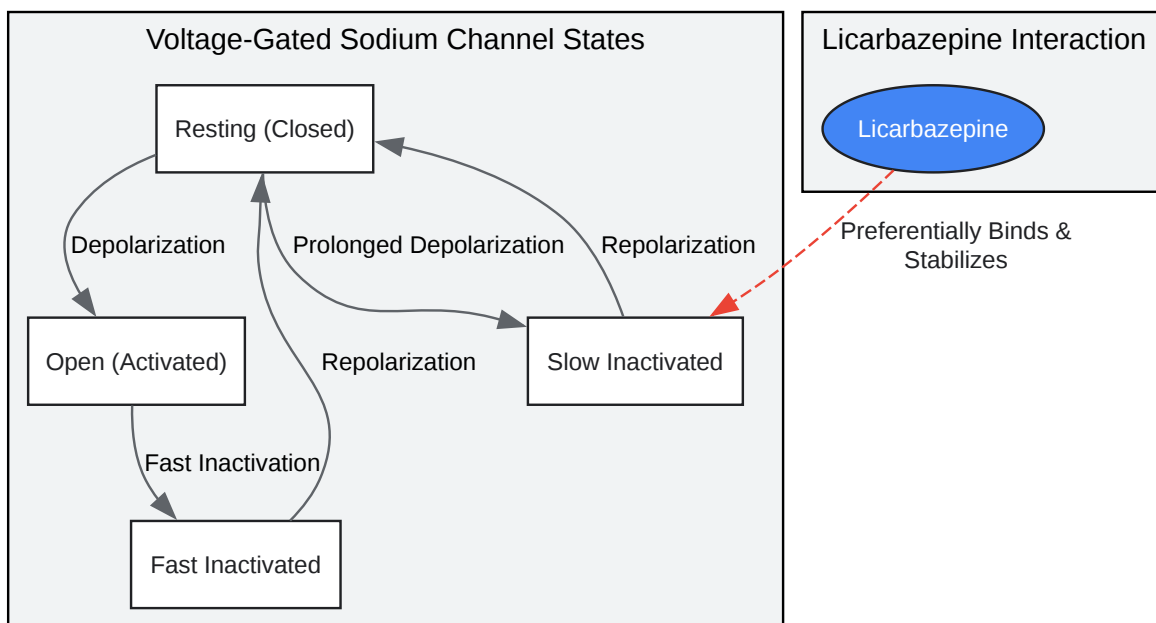 Voltage-Gated Sodium Channel States
Licarbazepine Interaction
Resting (Closed)
Licarbazepine
Depolarization
Prolonged Depolarization
Repolarization
Preferentially Binds &
Stabilizes
Open (Activated)
Repolarization
Slow Inactivated
Fast Inactivation
Fast Inactivated